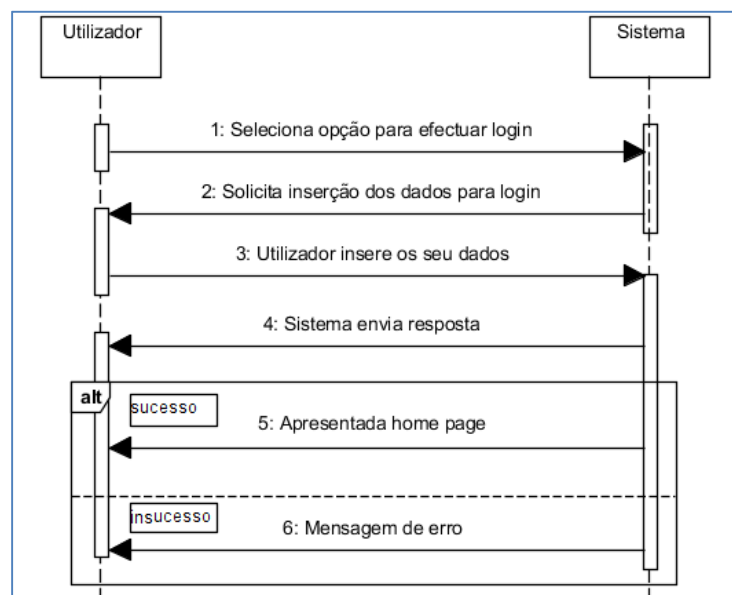 Utilizador
Sistema
1: Seleciona opção para efectuar login
2: Solicita inserção dos dados para login
3: Utilizador insere os seu dados
4: Sistema envia resposta
alt
sucesso
5: Apresentada home page
insucesso
6: Mensagem de erro